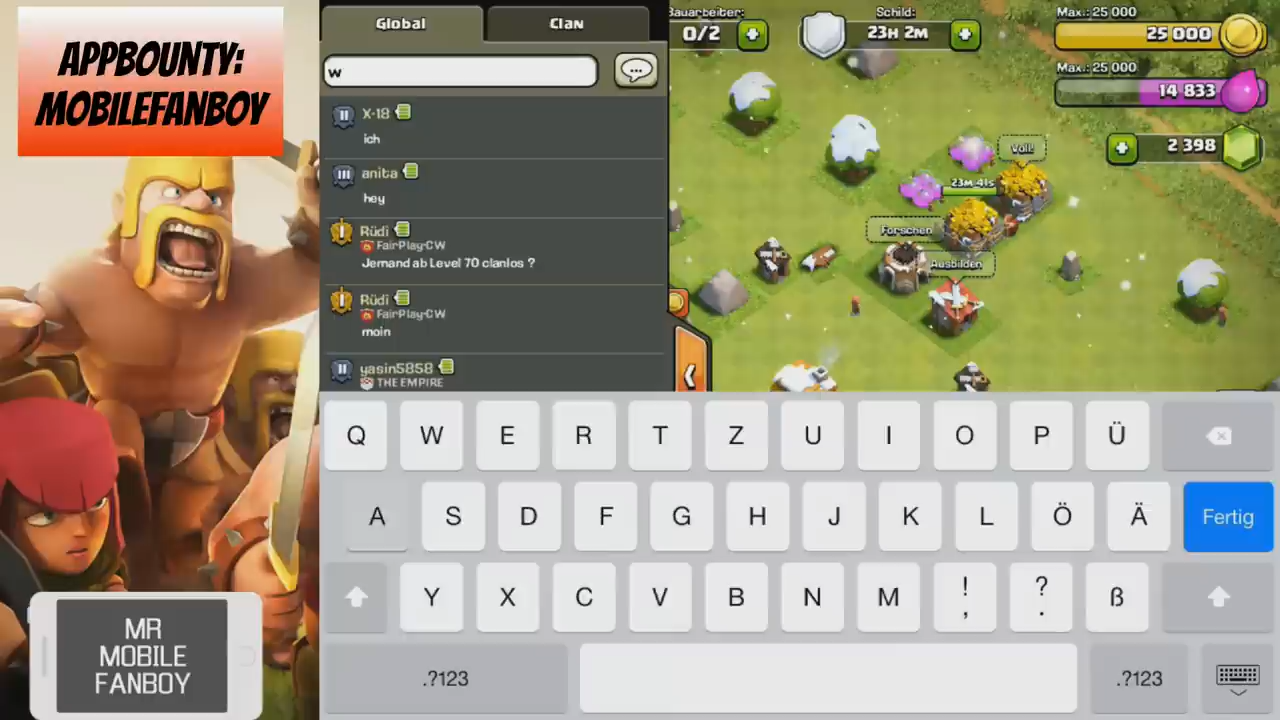 APPBOUNTY:
MOBILEFANBOY
MR
MOBILE
FANBOY
Global
Clan
w
X-18
ich
anita
hey
Rüdi
FairPlay-CW
Jemand ab Level 70 clanlos ?
Rüdi
FairPlay-CW
moin
yasin5858
THE EMPIRE
Bauarbeiter:
0/2
Schild:
23H 2M
Max.: 25 000
25 000
Max.: 25 000
14 833
2 398
Voll!
23M 41s
Forschen
Ausbilden
Q W E R T Z U I O P Ü
A S D F G H J K L Ö Ä Fertig
Y X C V B N M ! , ? . ß
.?123 .?123